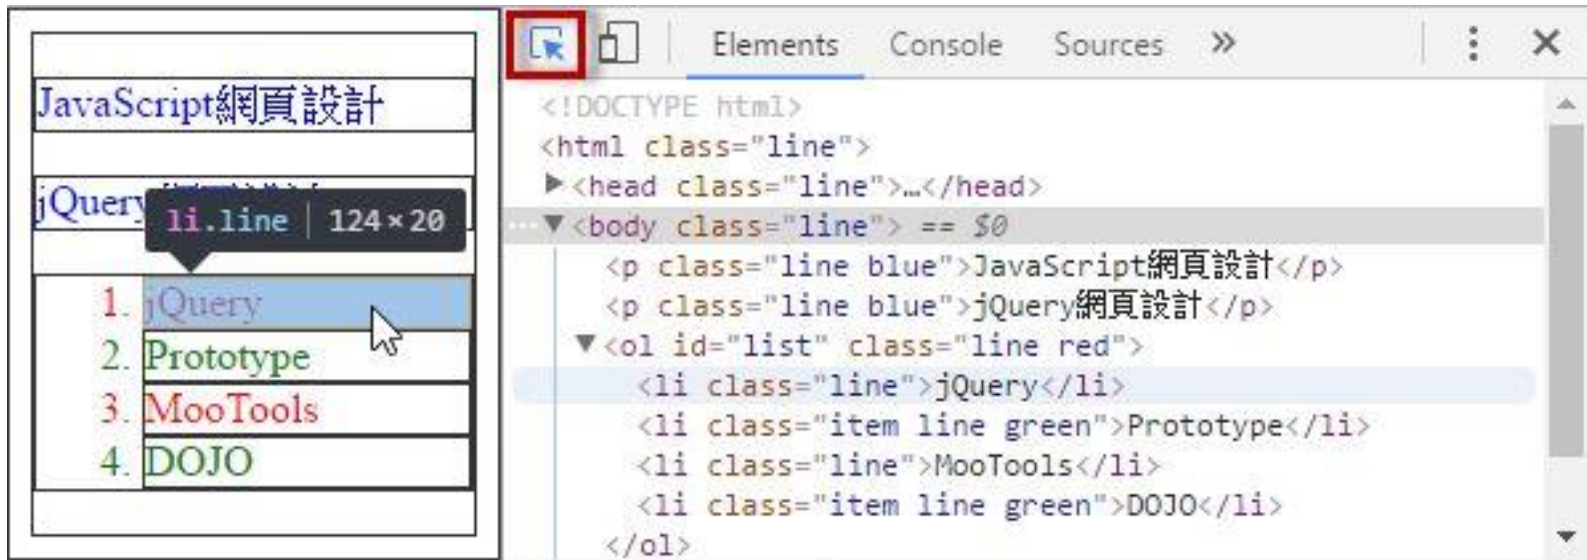 JavaScript網頁設計
jQuery
li.line | 124×20
1. jQuery
2. Prototype
3. MooTools
4. DOJO
Elements Console Sources »
<!DOCTYPE html>
<html class="line">
▶<head class="line">…</head>
… ▼<body class="line"> == $0
<p class="line blue">JavaScript網頁設計</p>
<p class="line blue">jQuery網頁設計</p>
▼<ol id="list" class="line red">
<li class="line">jQuery</li>
<li class="item line green">Prototype</li>
<li class="line">MooTools</li>
<li class="item line green">DOJO</li>
</ol>